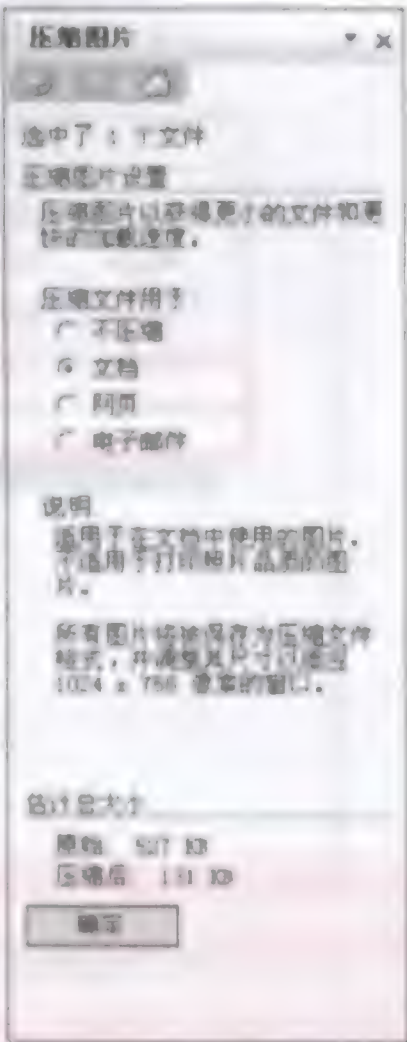 压缩图片
选中了 1 个文件
压缩图片设置
压缩图片以获得更小的文件和更
快的下载速度。
压缩文件用于
不压缩
文档
网页
电子邮件
说明
适用于在文档中使用的图片。
不适用于打印照片品质的图
片。
所有图片将被保存为压缩文件
格式，并调整其尺寸以适应
1024 x 768 像素的窗口。
估计总大小
原始 KB
压缩后 KB
确定